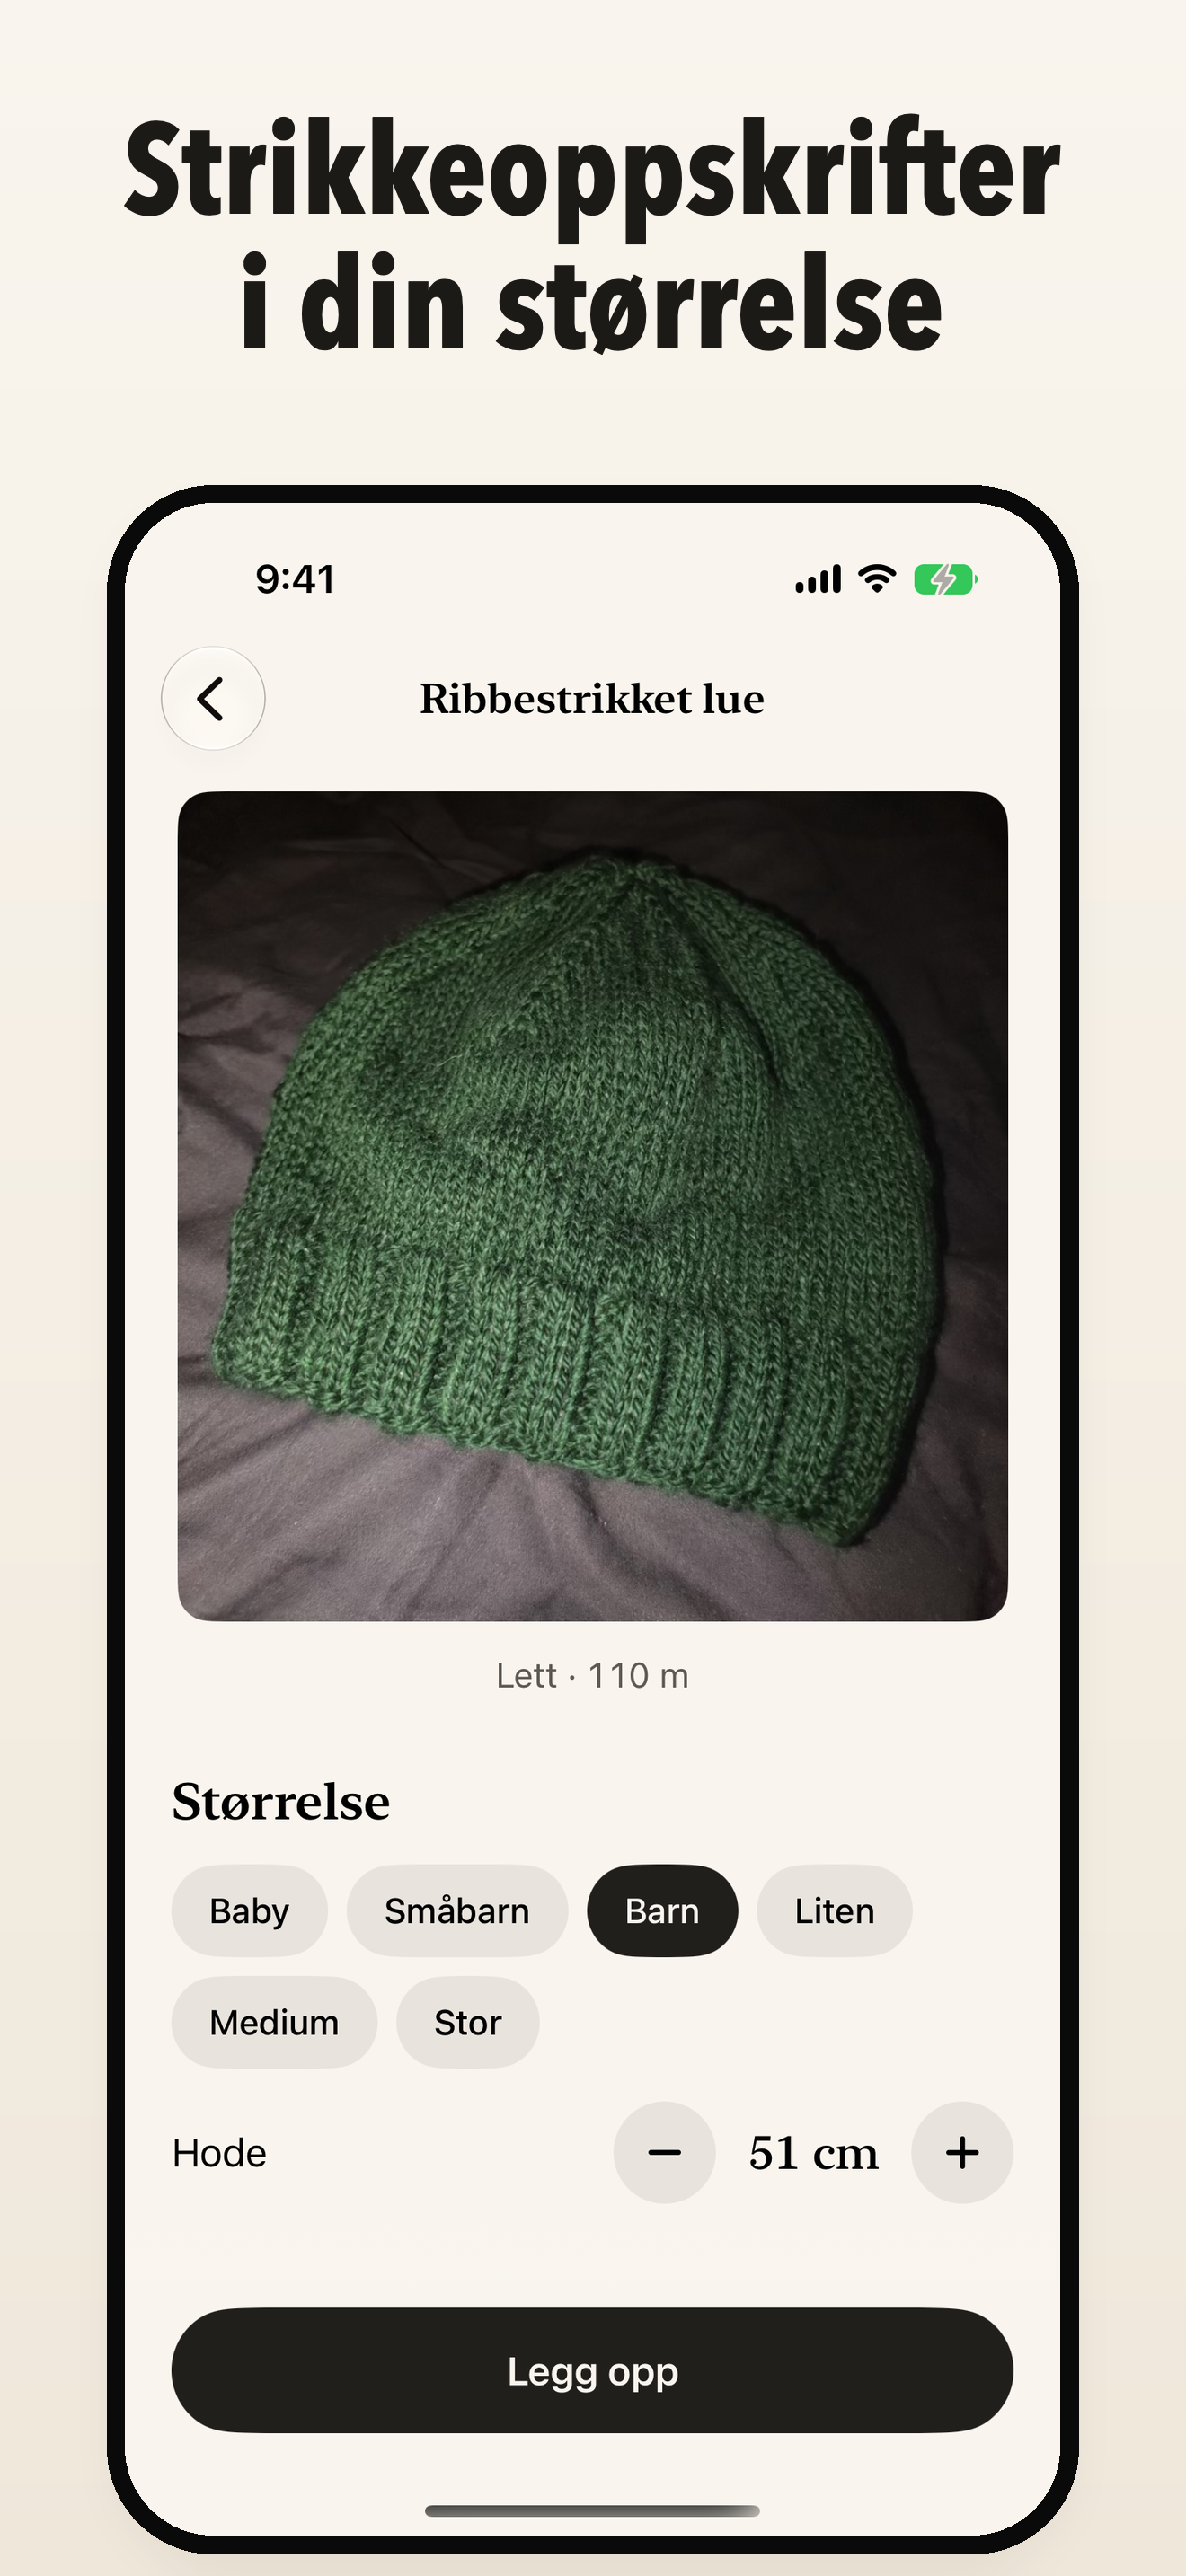 Strikkeoppskrifter
i din størrelse
9:41
Ribbestrikket lue
Lett · 110 m
Størrelse
Baby Småbarn Barn Liten
Medium Stor
Hode 51 cm
Legg opp